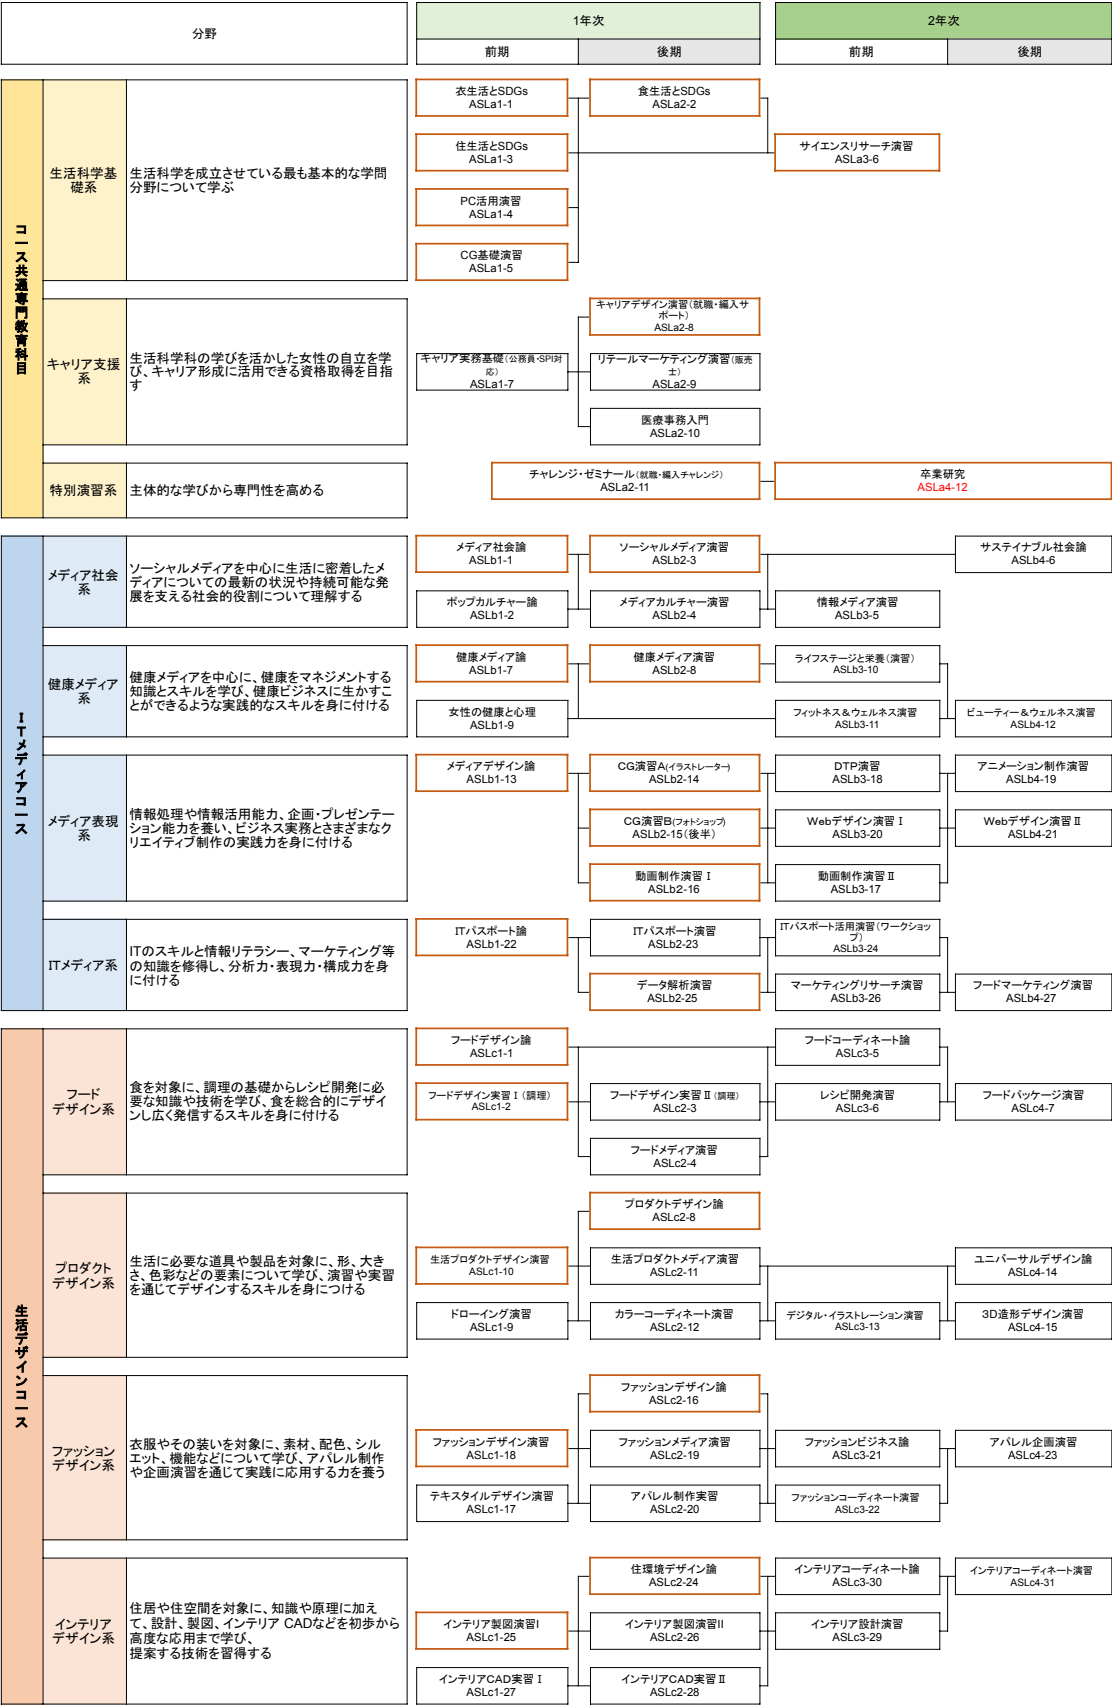 分野
1年次
2年次
前期
後期
前期
後期
コース共通専門教育科目
生活科学基
礎系
生活科学を成立させている最も基本的な学問
分野について学ぶ
衣生活とSDGs
ASLa1-1
食生活とSDGs
ASLa2-2
住生活とSDGs
ASLa1-3
サイエンスリサーチ演習
ASLa3-6
PC活用演習
ASLa1-4
CG基礎演習
ASLa1-5
キャリア支援
系
生活科学科の学びを活かした女性の自立を学
び、キャリア形成に活用できる資格取得を目指
す
キャリアデザイン演習(就職・編入サ
ポート)
ASLa2-8
キャリア実務基礎(公務員・SPI対
応)
ASLa1-7
リテールマーケティング演習(販売
士)
ASLa2-9
医療事務入門
ASLa2-10
特別演習系
主体的な学びから専門性を高める
チャレンジ・ゼミナール(就職・編入チャレンジ)
ASLa2-11
卒業研究
ASLa4-12
ITメディアコース
メディア社会
系
ソーシャルメディアを中心に生活に密着したメ
ディアについての最新の状況や持続可能な発
展を支える社会的役割について理解する
メディア社会論
ASLb1-1
ソーシャルメディア演習
ASLb2-3
サステイナブル社会論
ASLb4-6
ポップカルチャー論
ASLb1-2
メディアカルチャー演習
ASLb2-4
情報メディア演習
ASLb3-5
健康メディア
系
健康メディアを中心に、健康をマネジメントする
知識とスキルを学び、健康ビジネスに生かすこ
とができるような実践的なスキルを身に付ける
健康メディア論
ASLb1-7
健康メディア演習
ASLb2-8
ライフステージと栄養(演習)
ASLb3-10
女性の健康と心理
ASLb1-9
フィットネス&ウェルネス演習
ASLb3-11
ビューティー&ウェルネス演習
ASLb4-12
メディア表現
系
情報処理や情報活用能力、企画・プレゼンテー
ション能力を養い、ビジネス実務とさまざまなク
リエイティブ制作の実践力を身に付ける
メディアデザイン論
ASLb1-13
CG演習A(イラストレーター)
ASLb2-14
DTP演習
ASLb3-18
アニメーション制作演習
ASLb4-19
CG演習B(フォトショップ)
ASLb2-15(後半)
Webデザイン演習Ⅰ
ASLb3-20
Webデザイン演習Ⅱ
ASLb4-21
動画制作演習Ⅰ
ASLb2-16
動画制作演習Ⅱ
ASLb3-17
ITメディア系
ITのスキルと情報リテラシー、マーケティング等
の知識を修得し、分析力・表現力・構成力を身
に付ける
ITパスポート論
ASLb1-22
ITパスポート演習
ASLb2-23
ITパスポート活用演習(ワークショッ
プ)
ASLb3-24
データ解析演習
ASLb2-25
マーケティングリサーチ演習
ASLb3-26
フードマーケティング演習
ASLb4-27
生活デザインコース
フード
デザイン系
食を対象に、調理の基礎からレシピ開発に必
要な知識や技術を学び、食を総合的にデザイ
ンし広く発信するスキルを身に付ける
フードデザイン論
ASLc1-1
フードコーディネート論
ASLc3-5
フードデザイン実習Ⅰ(調理)
ASLc1-2
フードデザイン実習Ⅱ(調理)
ASLc2-3
レシピ開発演習
ASLc3-6
フードパッケージ演習
ASLc4-7
フードメディア演習
ASLc2-4
プロダクト
デザイン系
生活に必要な道具や製品を対象に、形、大き
さ、色彩などの要素について学び、演習や実習
を通じてデザインするスキルを身につける
プロダクトデザイン論
ASLc2-8
生活プロダクトデザイン演習
ASLc1-10
生活プロダクトメディア演習
ASLc2-11
ユニバーサルデザイン論
ASLc4-14
ドローイング演習
ASLc1-9
カラーコーディネート演習
ASLc2-12
デジタル・イラストレーション演習
ASLc3-13
3D造形デザイン演習
ASLc4-15
ファッション
デザイン系
衣服やその装いを対象に、素材、配色、シル
エット、機能などについて学び、アパレル制作
や企画演習を通じて実践に応用する力を養う
ファッションデザイン論
ASLc2-16
ファッションデザイン演習
ASLc1-18
ファッションメディア演習
ASLc2-19
ファッションビジネス論
ASLc3-21
アパレル企画演習
ASLc4-23
テキスタイルデザイン演習
ASLc1-17
アパレル制作実習
ASLc2-20
ファッションコーディネート演習
ASLc3-22
インテリア
デザイン系
住居や住空間を対象に、知識や原理に加え
て、設計、製図、インテリア CADなどを初歩から
高度な応用まで学び、
提案する技術を習得する
住環境デザイン論
ASLc2-24
インテリアコーディネート論
ASLc3-30
インテリアコーディネート演習
ASLc4-31
インテリア製図演習I
ASLc1-25
インテリア製図演習II
ASLc2-26
インテリア設計演習
ASLc3-29
インテリアCAD実習Ⅰ
ASLc1-27
インテリアCAD実習Ⅱ
ASLc2-28